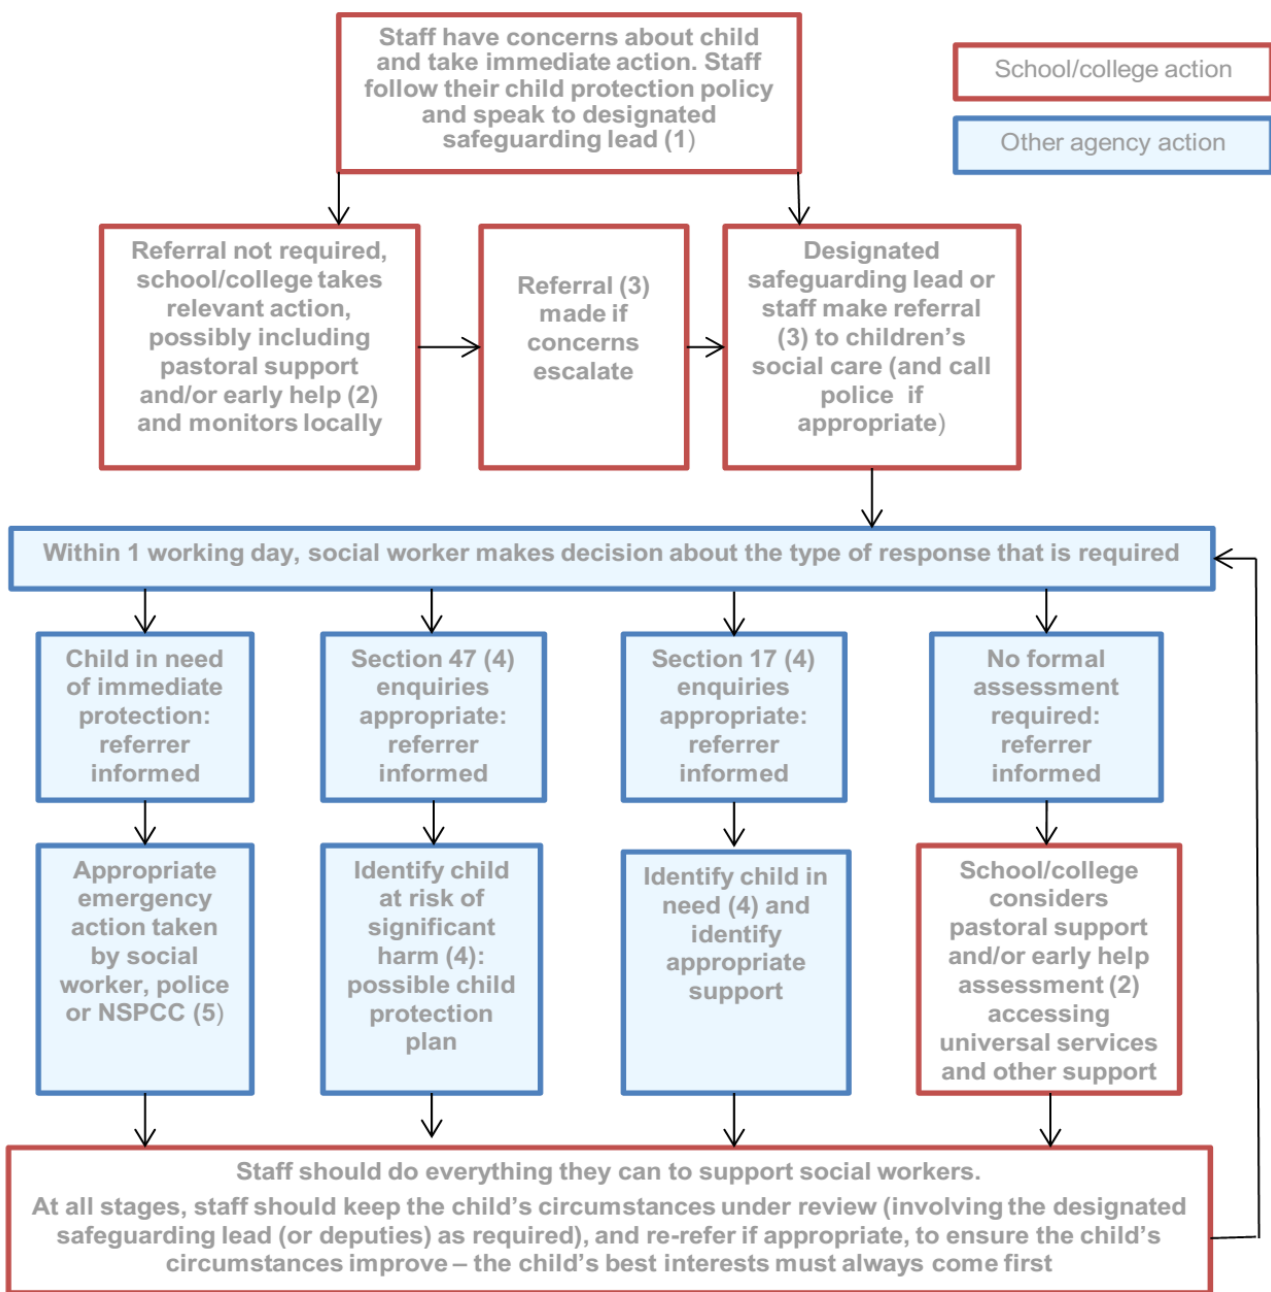 Staff have concerns about child
and take immediate action. Staff
follow their child protection policy
and speak to designated
safeguarding lead (1)
School/college action
Other agency action
Referral not required,
school/college takes
relevant action,
possibly including
pastoral support
and/or early help (2)
and monitors locally
Referral (3)
made if
concerns
escalate
Designated
safeguarding lead or
staff make referral
(3) to children’s
social care (and call
police if
appropriate)
Within 1 working day, social worker makes decision about the type of response that is required
Child in need
of immediate
protection:
referrer
informed
Section 47 (4)
enquiries
appropriate:
referrer
informed
Section 17 (4)
enquiries
appropriate:
referrer
informed
No formal
assessment
required:
referrer
informed
Appropriate
emergency
action taken
by social
worker, police
or NSPCC (5)
Identify child
at risk of
significant
harm (4):
possible child
protection
plan
Identify child in
need (4) and
identify
appropriate
support
School/college
considers
pastoral support
and/or early help
assessment (2)
accessing
universal services
and other support
Staff should do everything they can to support social workers.
At all stages, staff should keep the child’s circumstances under review (involving the designated
safeguarding lead (or deputies) as required), and re-refer if appropriate, to ensure the child’s
circumstances improve – the child’s best interests must always come first